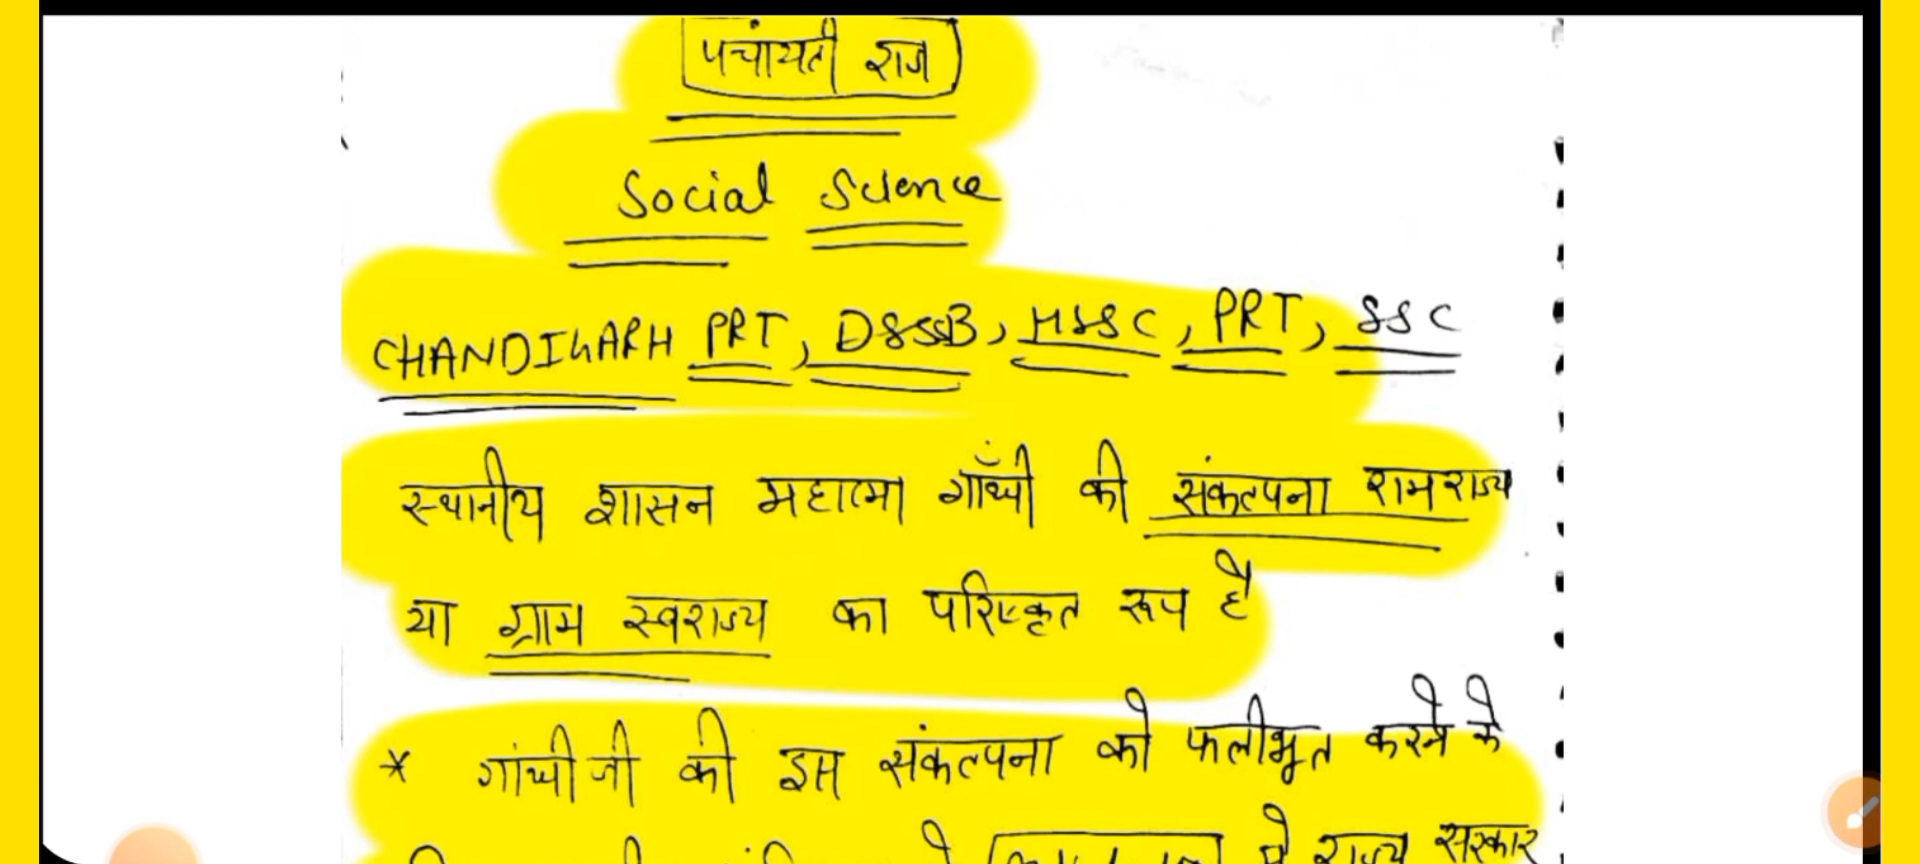 पचांयती राज
Social Science
CHANDIGARH PRT, DSSSB, HSSC, PRT, SSC
स्थानीय शासन महात्मा गाँधी की संकल्पना रामराज्य
या ग्राम स्वराज्य का परिष्कृत रूप है
* गांधीजी की इस संकल्पना को फलीभूत करने के
मे राज्य सरकार